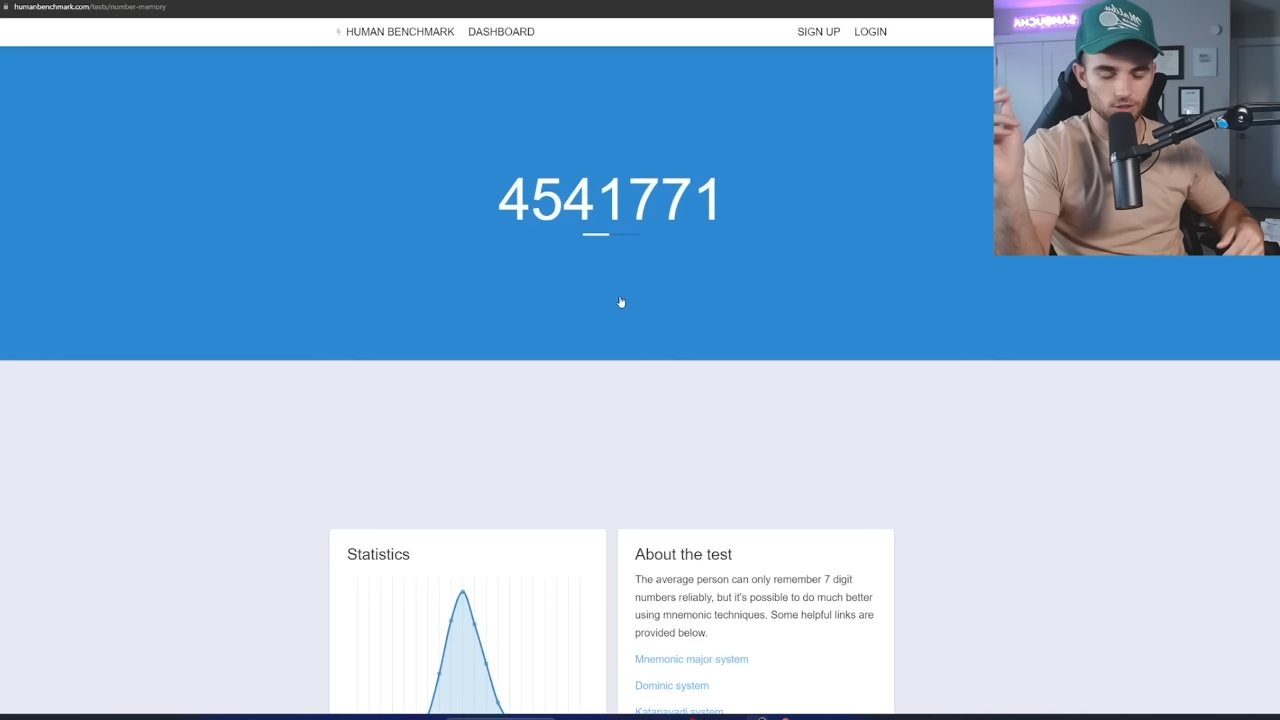 humanbenchmark.com/tests/number-memory
HUMAN BENCHMARK DASHBOARD SIGN UP LOGIN
4541771
Statistics
About the test
The average person can only remember 7 digit
numbers reliably, but it's possible to do much better
using mnemonic techniques. Some helpful links are
provided below.
Mnemonic major system
Dominic system
Katapayadi system